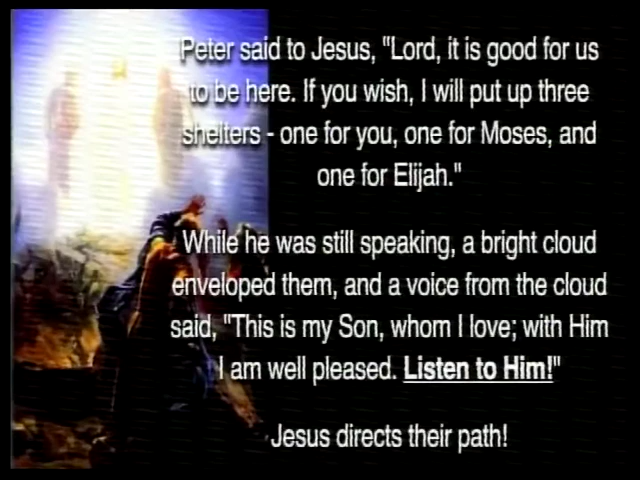 Peter said to Jesus, "Lord, it is good for us
to be here. If you wish, I will put up three
shelters - one for you, one for Moses, and
one for Elijah."
While he was still speaking, a bright cloud
enveloped them, and a voice from the cloud
said, "This is my Son, whom I love; with Him
I am well pleased. Listen to Him!"
Jesus directs their path!